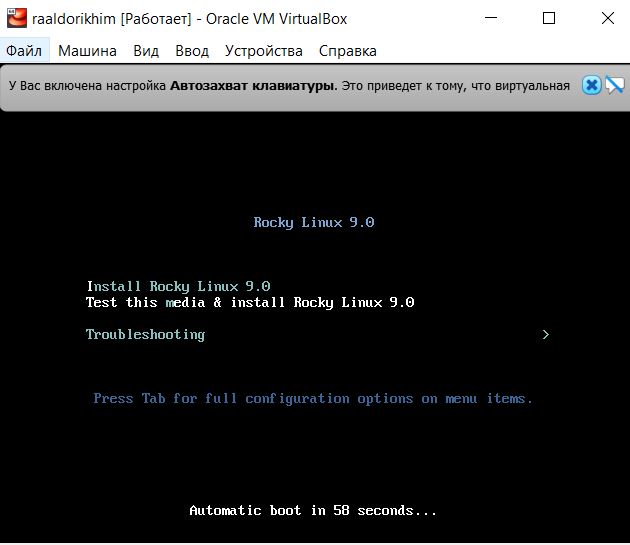 raaldorikhim [Работает] - Oracle VM VirtualBox
Файл Машина Вид Ввод Устройства Справка
У Вас включена настройка Автозахват клавиатуры. Это приведет к тому, что виртуальная
Rocky Linux 9.0
Install Rocky Linux 9.0
Test this media & install Rocky Linux 9.0
Troubleshooting >
Press Tab for full configuration options on menu items.
Automatic boot in 58 seconds...